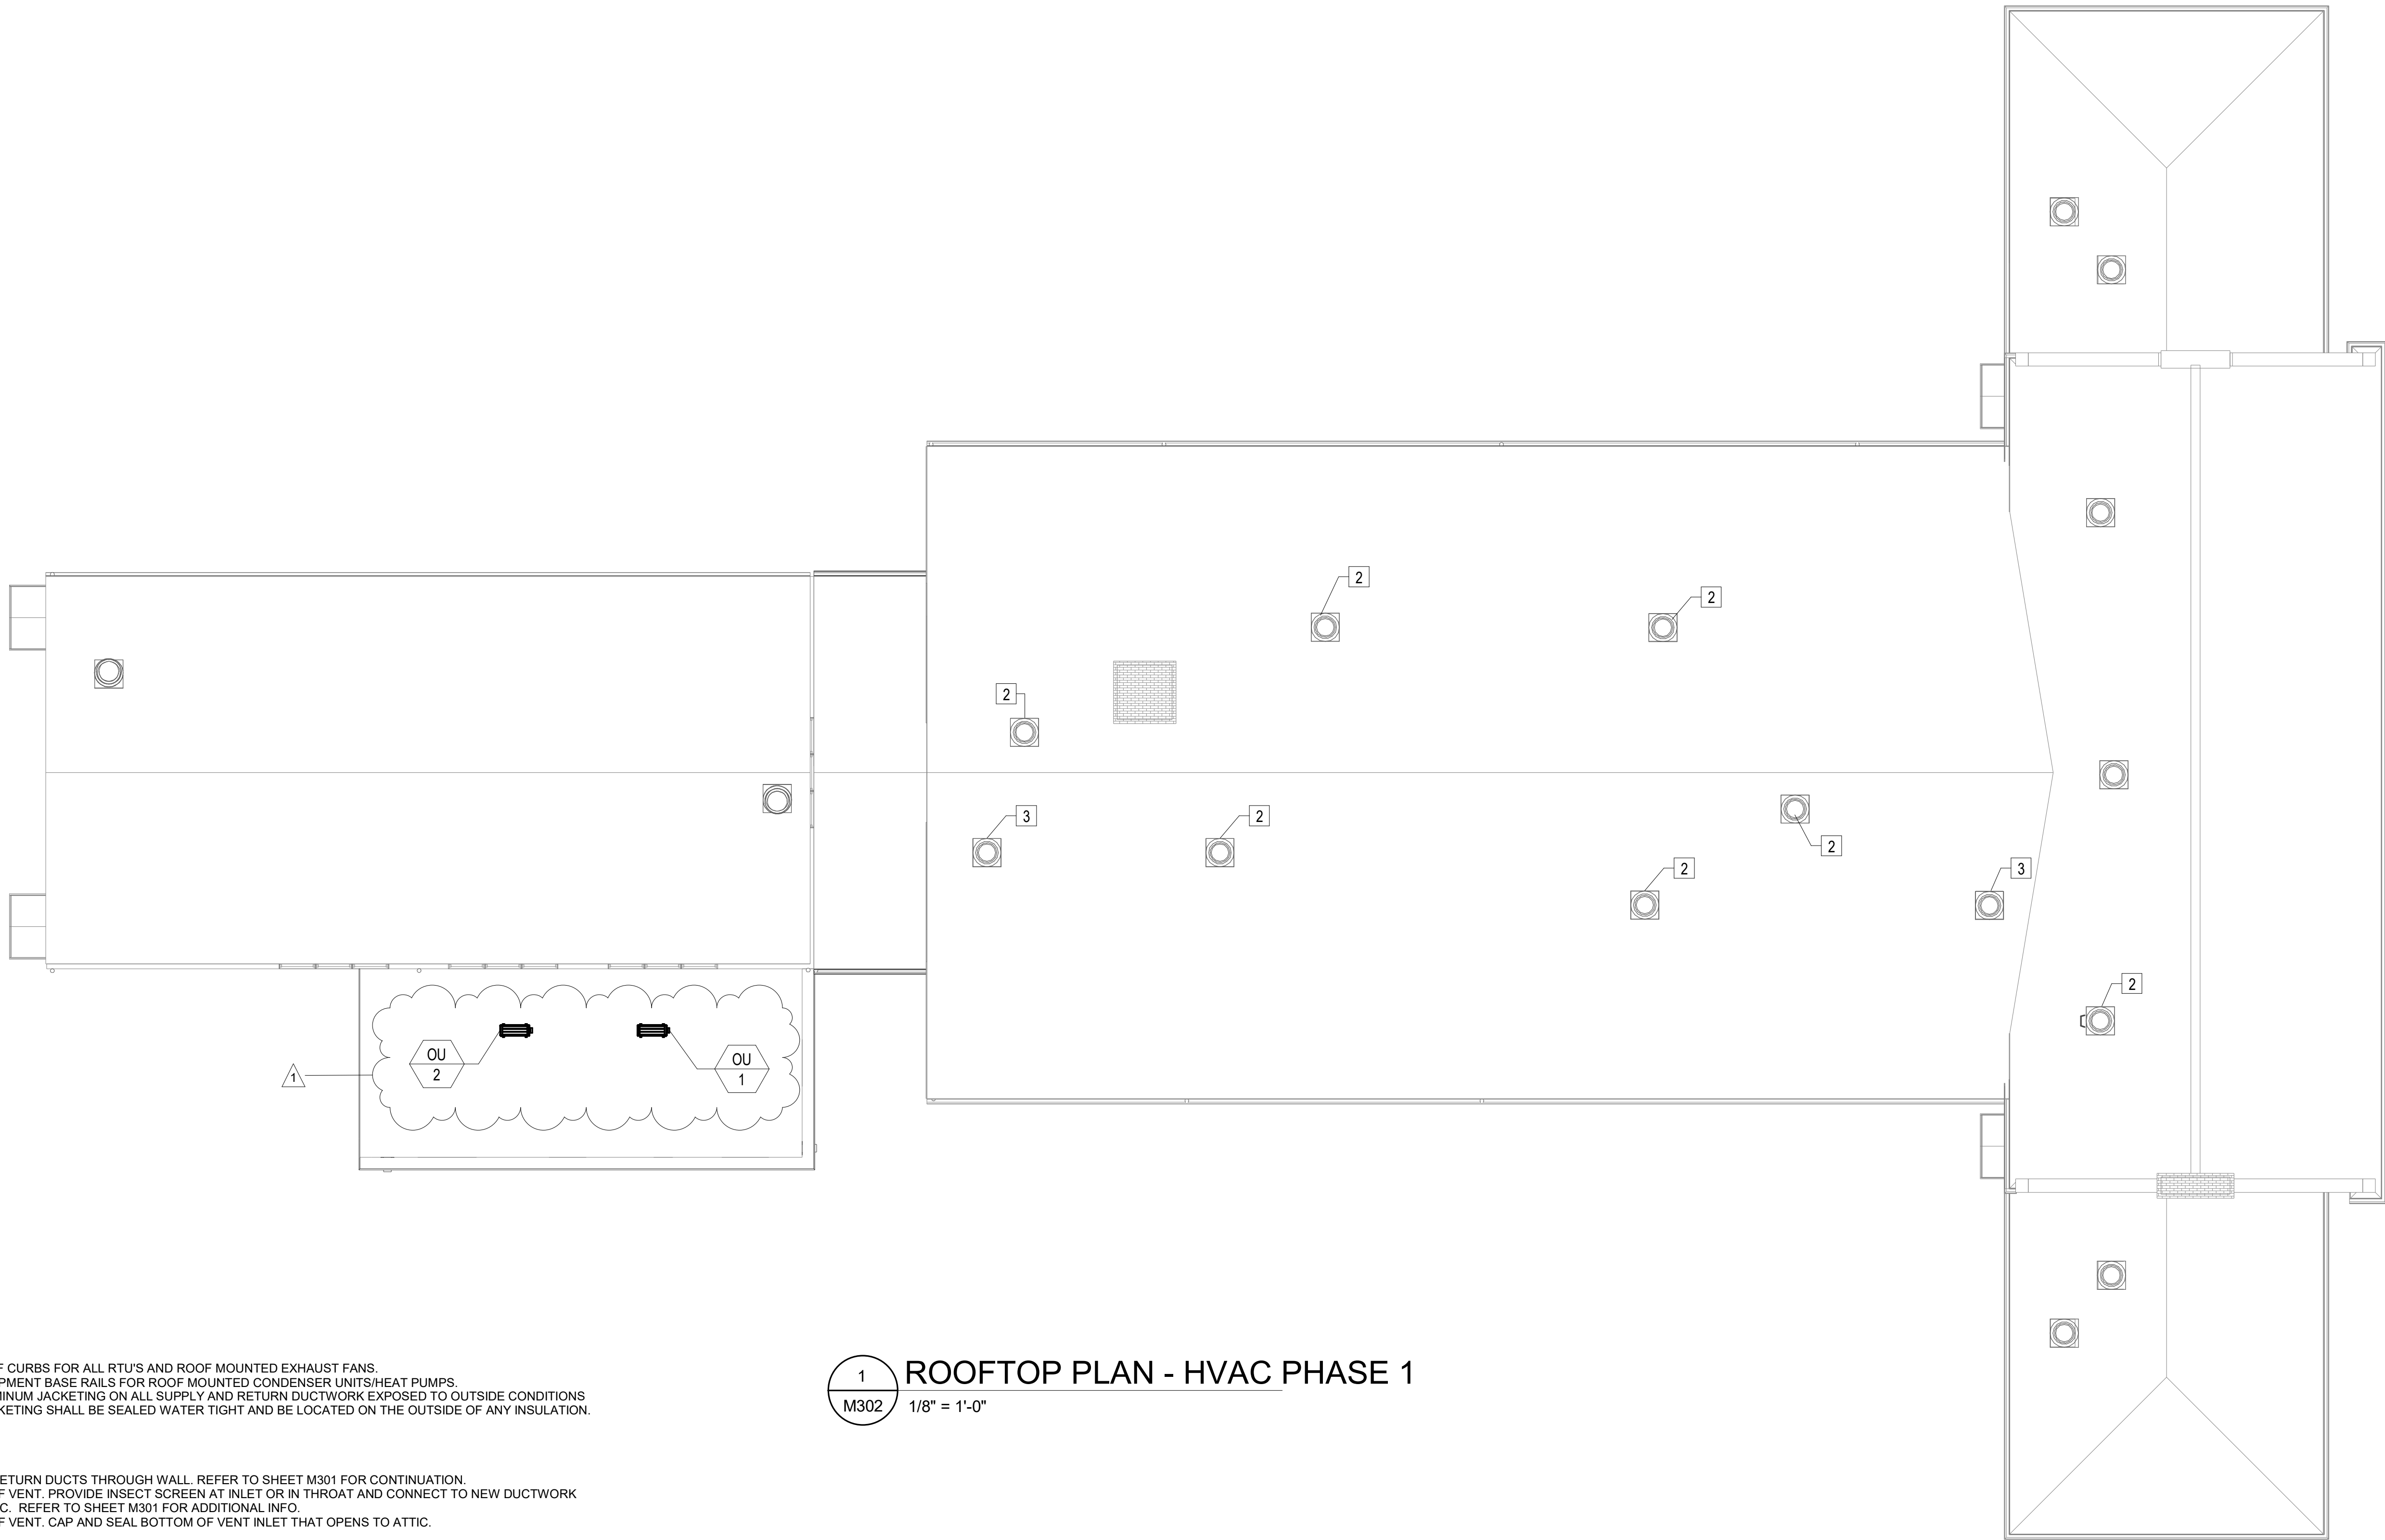 2
2
2
3
2
2
2
3
2
OU
2
OU
1
1
F CURBS FOR ALL RTU'S AND ROOF MOUNTED EXHAUST FANS.
PMENT BASE RAILS FOR ROOF MOUNTED CONDENSER UNITS/HEAT PUMPS.
MINUM JACKETING ON ALL SUPPLY AND RETURN DUCTWORK EXPOSED TO OUTSIDE CONDITIONS
KETING SHALL BE SEALED WATER TIGHT AND BE LOCATED ON THE OUTSIDE OF ANY INSULATION.
1
M302
ROOFTOP PLAN - HVAC PHASE 1
1/8" = 1'-0"
ETURN DUCTS THROUGH WALL. REFER TO SHEET M301 FOR CONTINUATION.
F VENT. PROVIDE INSECT SCREEN AT INLET OR IN THROAT AND CONNECT TO NEW DUCTWORK
C. REFER TO SHEET M301 FOR ADDITIONAL INFO.
F VENT. CAP AND SEAL BOTTOM OF VENT INLET THAT OPENS TO ATTIC.